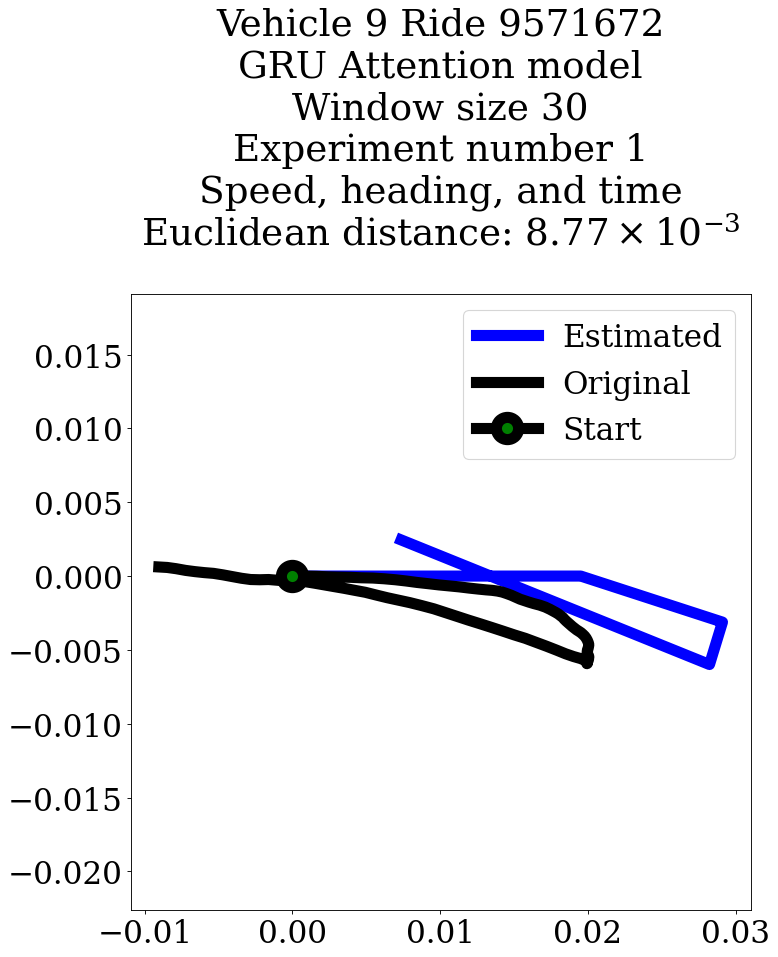 Vehicle 9 Ride 9571672
GRU Attention model
Window size 30
Experiment number 1
Speed, heading, and time
Euclidean distance: 8.77 × 10⁻³
Estimated
Original
Start
0.015
0.010
0.005
0.000
−0.005
−0.010
−0.015
−0.020
−0.01 0.00 0.01 0.02 0.03